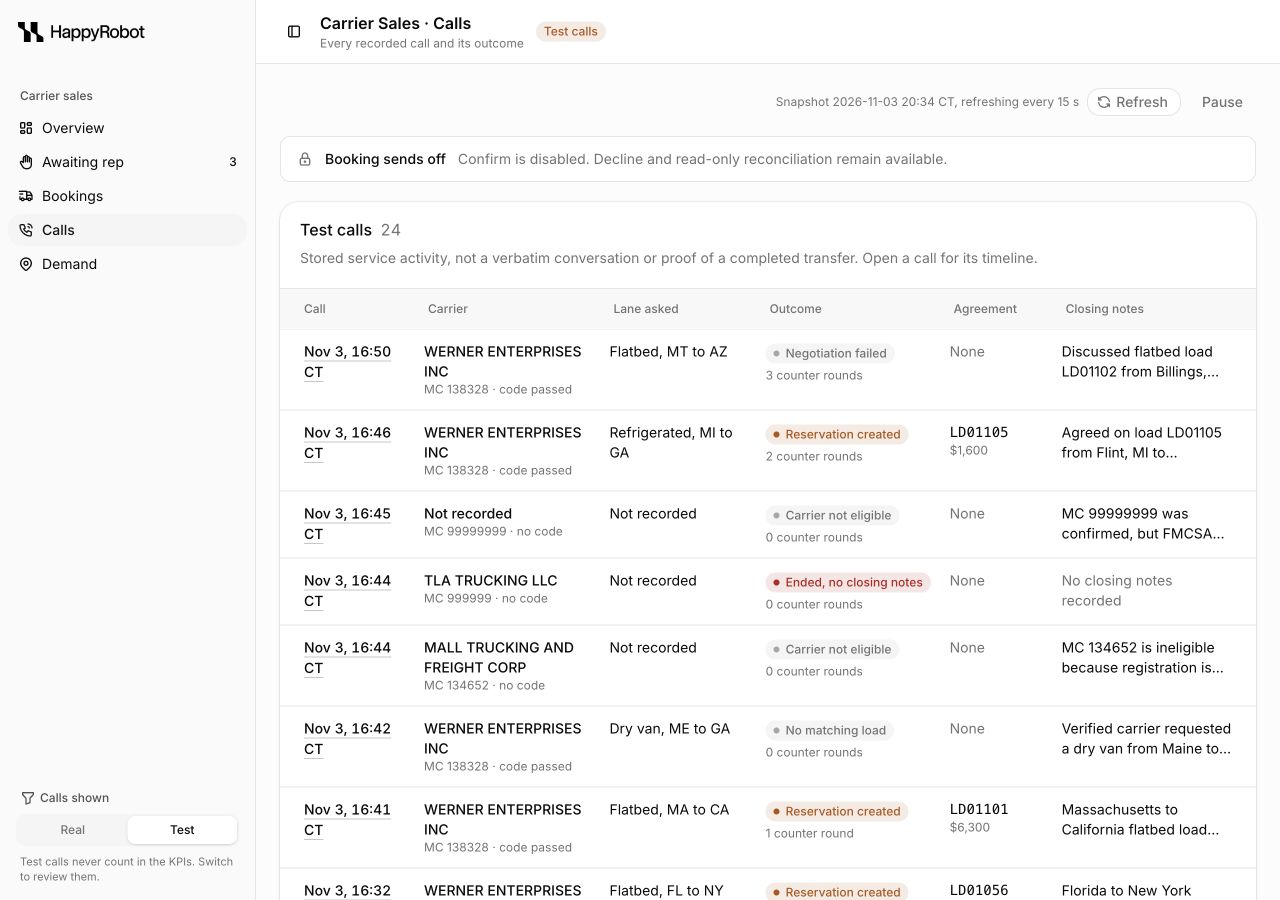 HappyRobot
Carrier sales
Overview
Awaiting rep 3
Bookings
Calls
Demand
Calls shown
Real Test
Test calls never count in the KPIs. Switch
to review them.
Carrier Sales · Calls
Every recorded call and its outcome
Test calls
Snapshot 2026-11-03 20:34 CT, refreshing every 15 s Refresh Pause
Booking sends off Confirm is disabled. Decline and read-only reconciliation remain available.
Test calls 24
Stored service activity, not a verbatim conversation or proof of a completed transfer. Open a call for its timeline.
Call Carrier Lane asked Outcome Agreement Closing notes
Nov 3, 16:50 WERNER ENTERPRISES Flatbed, MT to AZ Negotiation failed None Discussed flatbed load
CT INC 3 counter rounds LD01102 from Billings,...
MC 138328 · code passed
Nov 3, 16:46 WERNER ENTERPRISES Refrigerated, MI to Reservation created LD01105 Agreed on load LD01105
CT INC GA 2 counter rounds $1,600 from Flint, MI to...
MC 138328 · code passed
Nov 3, 16:45 Not recorded Not recorded Carrier not eligible None MC 99999999 was
CT MC 99999999 · no code 0 counter rounds confirmed, but FMCSA...
Nov 3, 16:44 TLA TRUCKING LLC Not recorded Ended, no closing notes None No closing notes
CT MC 999999 · no code 0 counter rounds recorded
Nov 3, 16:44 MALL TRUCKING AND Not recorded Carrier not eligible None MC 134652 is ineligible
CT FREIGHT CORP 0 counter rounds because registration is...
MC 134652 · no code
Nov 3, 16:42 WERNER ENTERPRISES Dry van, ME to GA No matching load None Verified carrier requested
CT INC 0 counter rounds a dry van from Maine to...
MC 138328 · code passed
Nov 3, 16:41 WERNER ENTERPRISES Flatbed, MA to CA Reservation created LD01101 Massachusetts to
CT INC 1 counter round $6,300 California flatbed load...
MC 138328 · code passed
Nov 3, 16:32 WERNER ENTERPRISES Flatbed, FL to NY Reservation created LD01056 Florida to New York